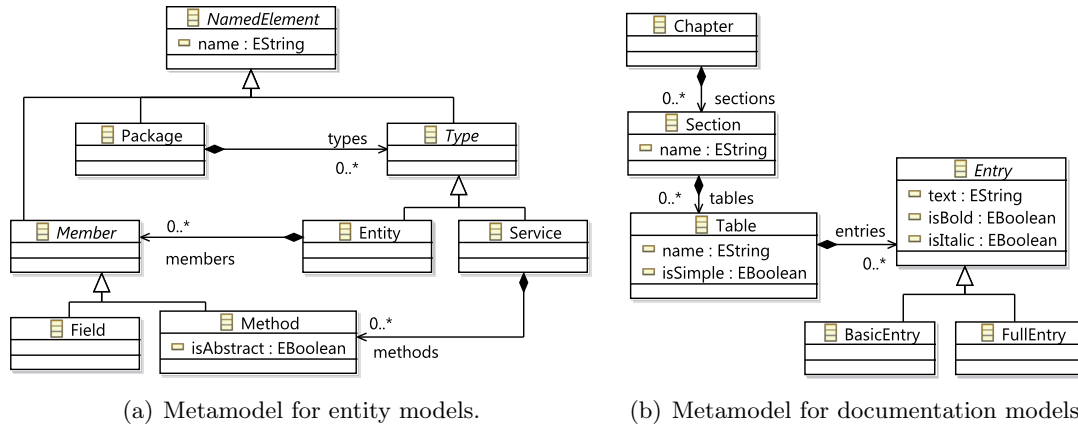 NamedElement
name : EString
Package
types
0..*
Type
Member
0..*
members
Entity
Service
Field
Method
isAbstract : EBoolean
0..*
methods
(a) Metamodel for entity models.
Chapter
0..*
sections
Section
name : EString
0..*
tables
Table
name : EString
isSimple : EBoolean
entries
0..*
Entry
text : EString
isBold : EBoolean
isItalic : EBoolean
BasicEntry
FullEntry
(b) Metamodel for documentation models